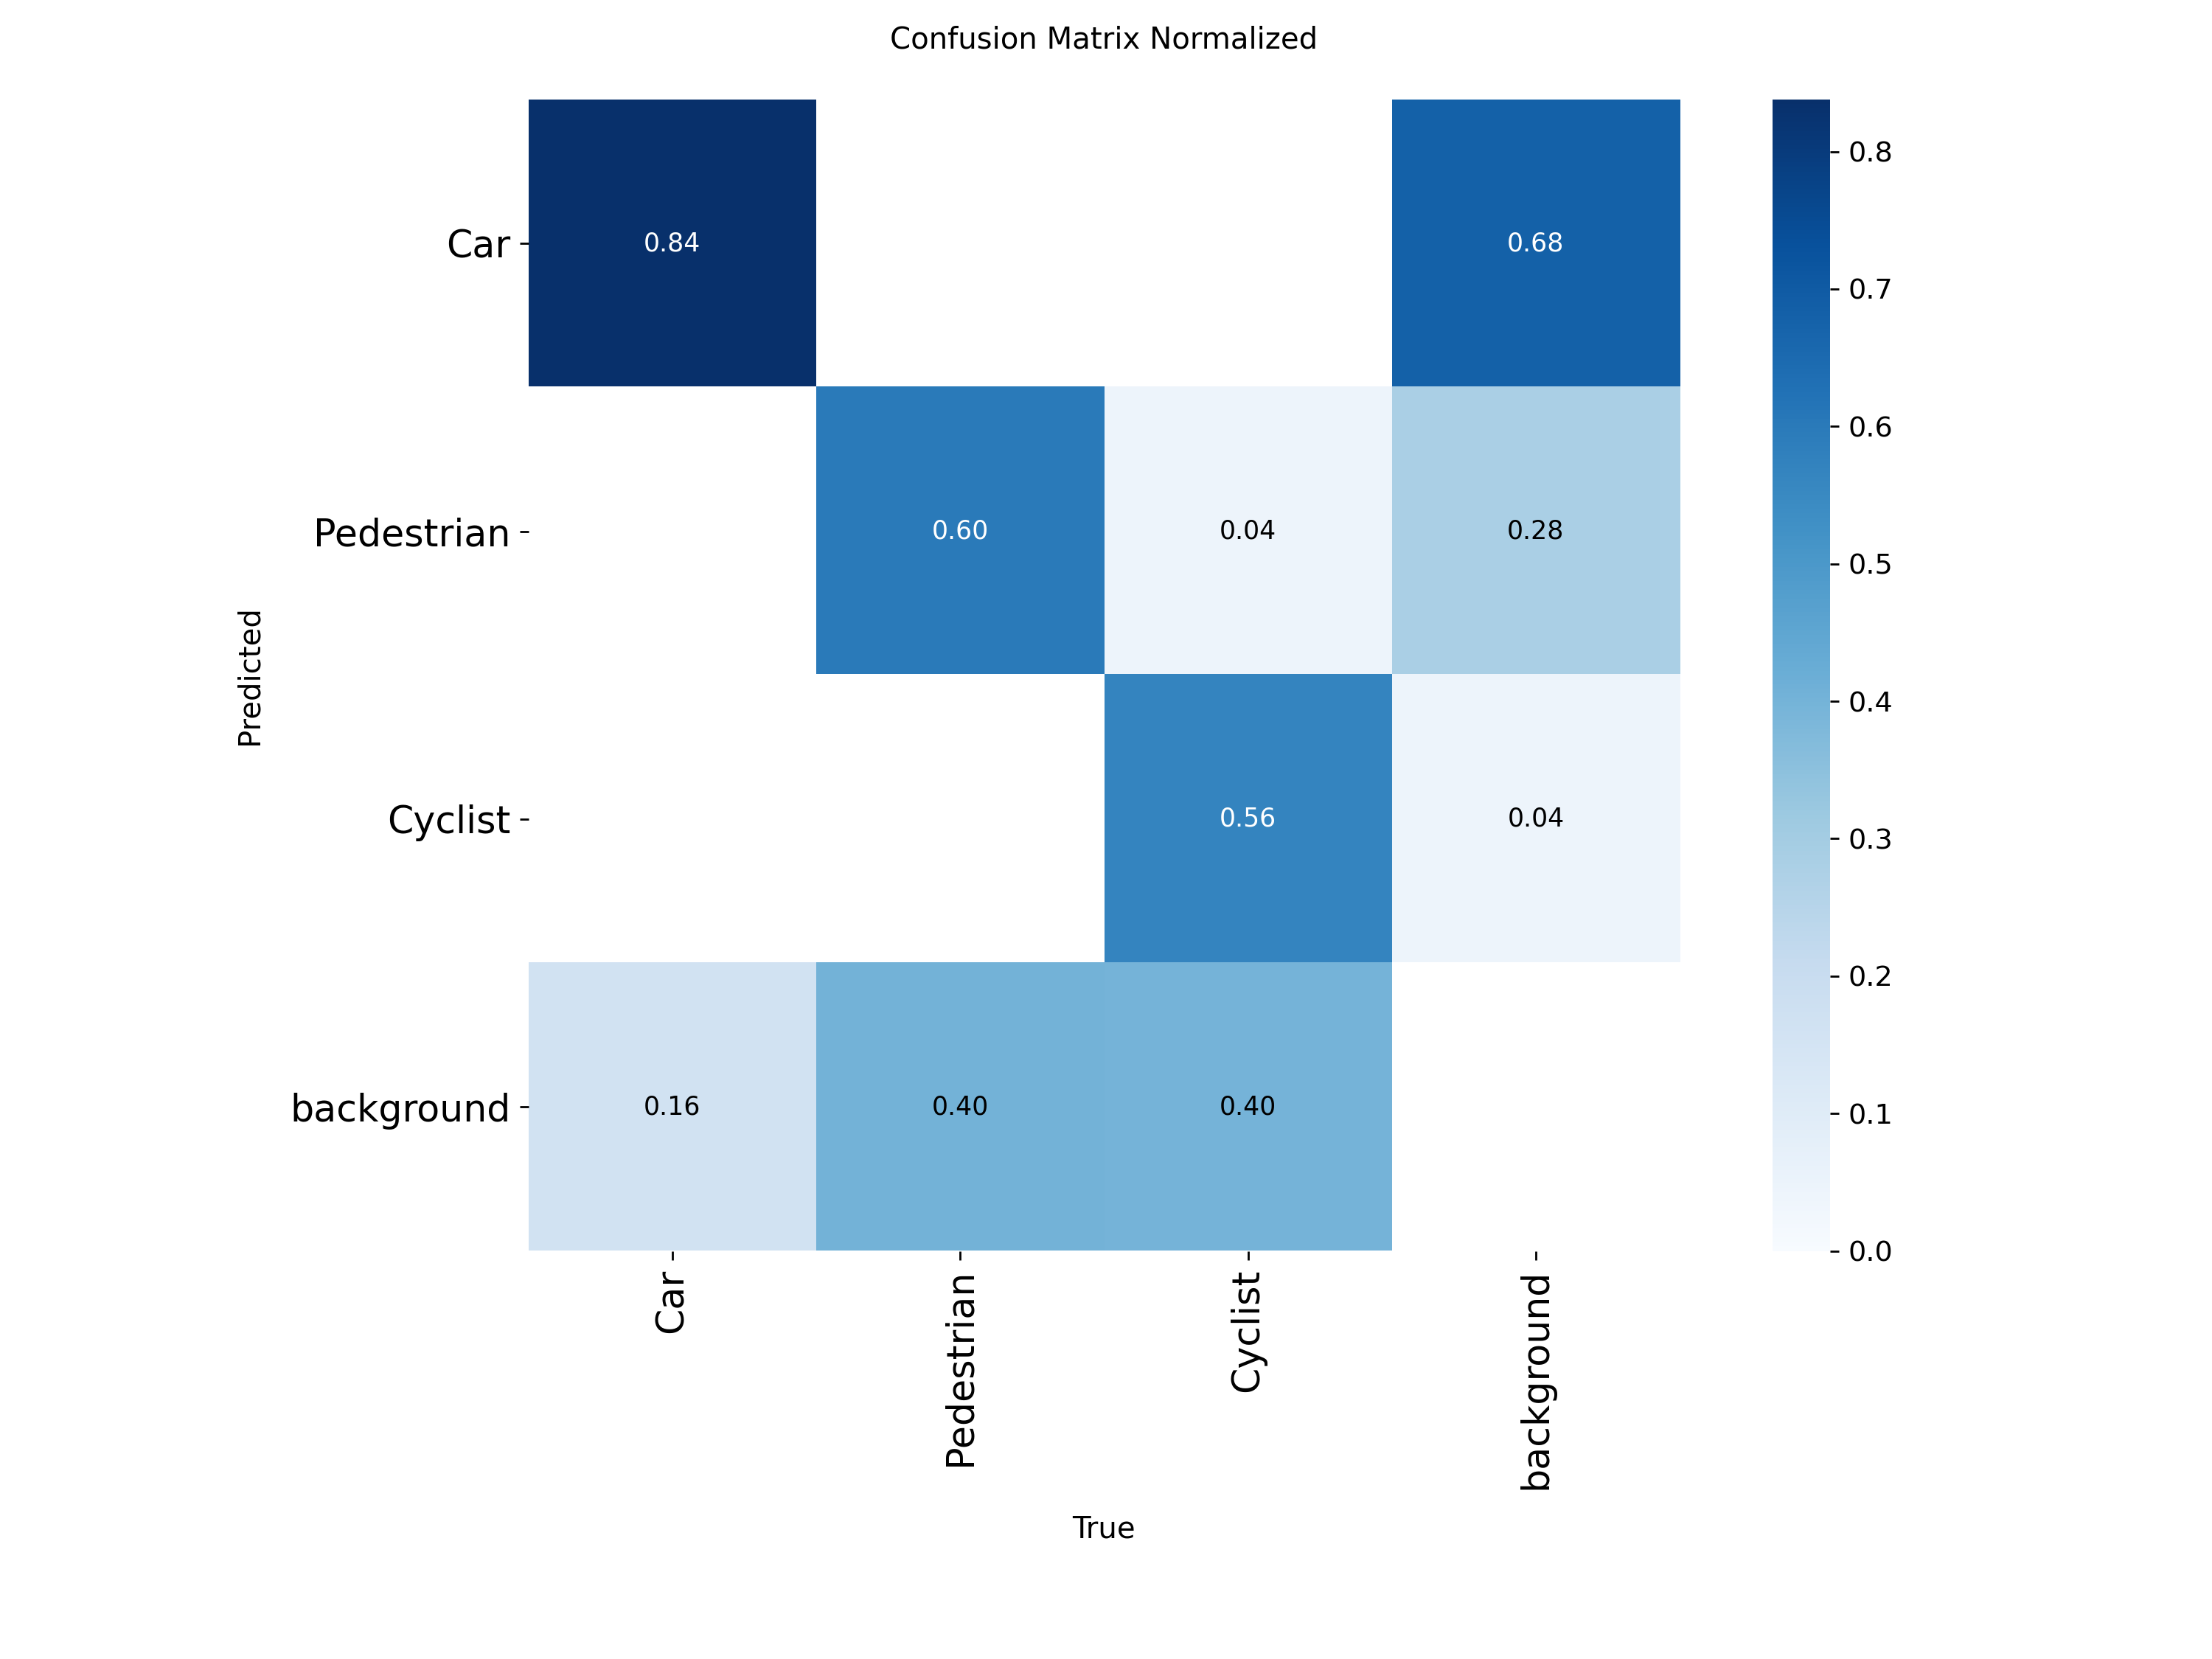 Confusion Matrix Normalized
Car
0.84
0.68
Pedestrian
0.60
0.04
0.28
Cyclist
0.56
0.04
background
0.16
0.40
0.40
Predicted
Car
Pedestrian
Cyclist
background
True
0.8
0.7
0.6
0.5
0.4
0.3
0.2
0.1
0.0